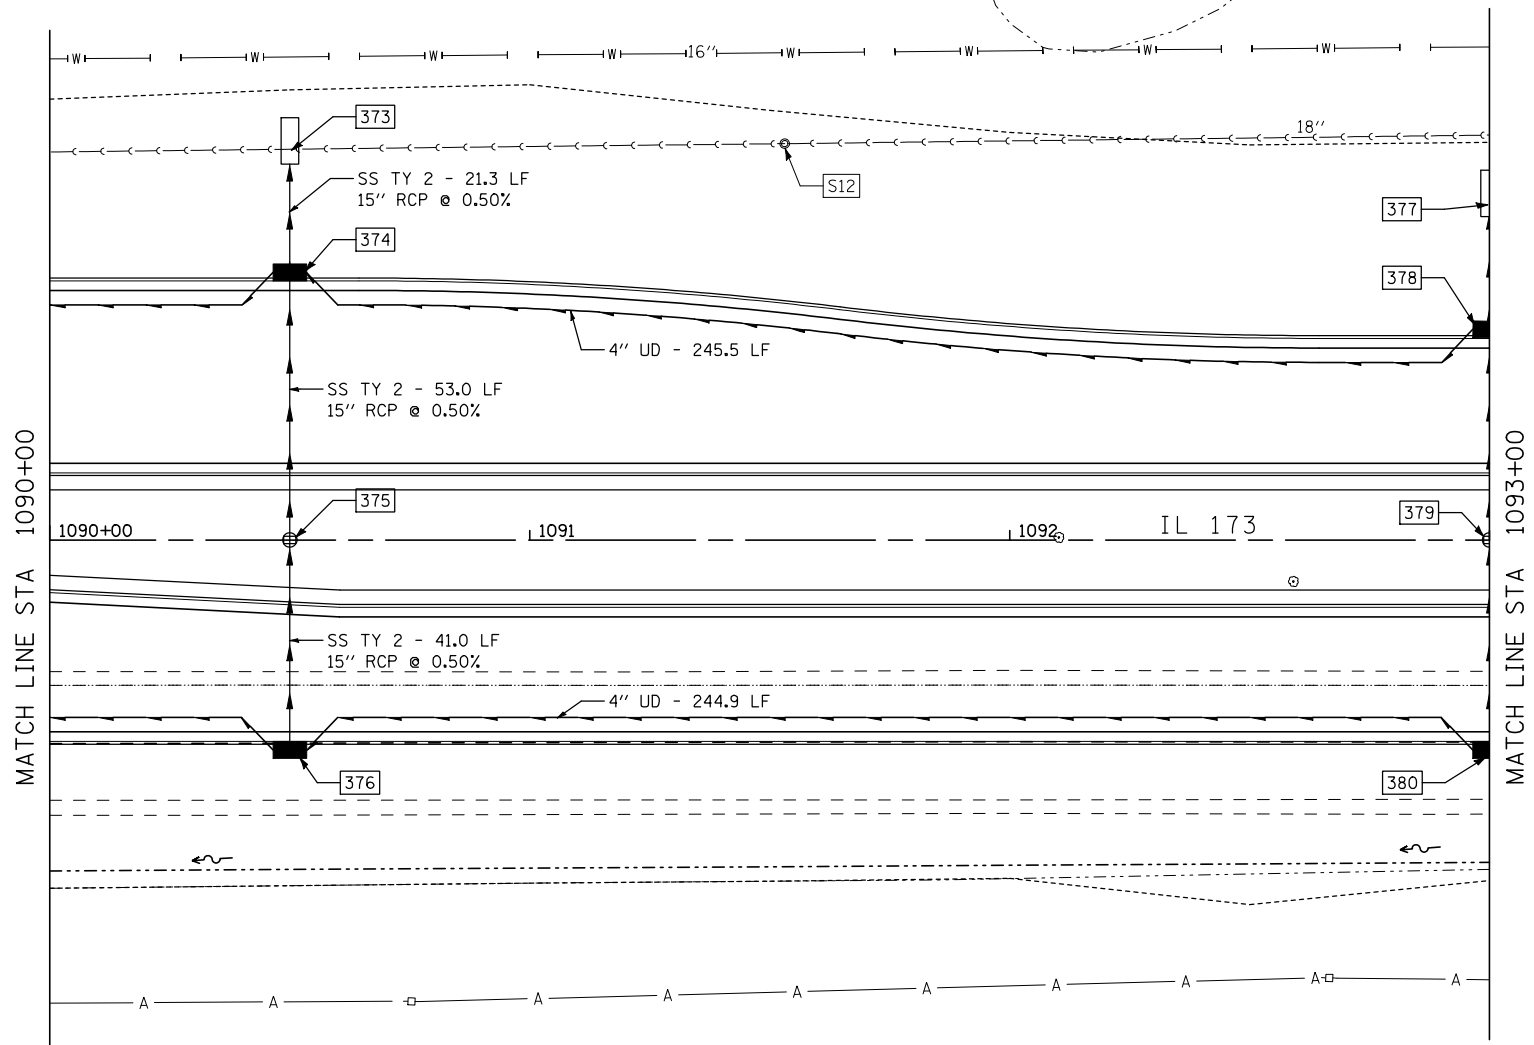 W W W W 16" W W W W
373
18"
S12
SS TY 2 - 21.3 LF
15" RCP @ 0.50%
377
374
378
4" UD - 245.5 LF
SS TY 2 - 53.0 LF
15" RCP @ 0.50%
MATCH LINE STA 1090+00
MATCH LINE STA 1093+00
375
379
1090+00
1091
1092
IL 173
SS TY 2 - 41.0 LF
15" RCP @ 0.50%
4" UD - 244.9 LF
376
380
A A A A A A A A A A